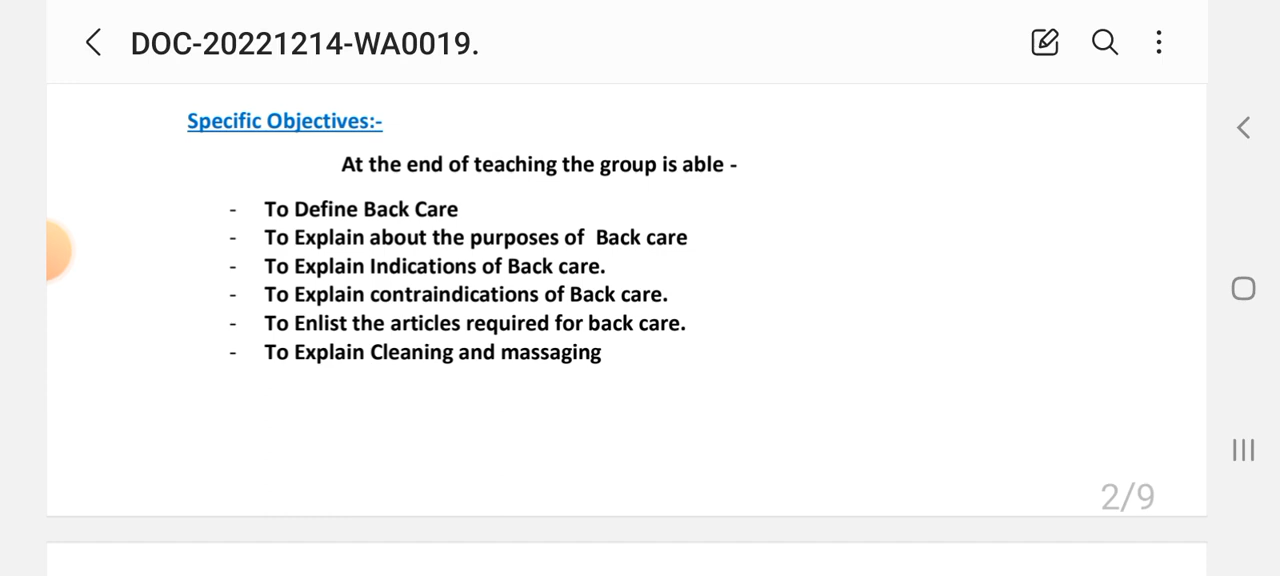 DOC-20221214-WA0019.
Specific Objectives:-
At the end of teaching the group is able -
- To Define Back Care
- To Explain about the purposes of  Back care
- To Explain Indications of Back care.
- To Explain contraindications of Back care.
- To Enlist the articles required for back care.
- To Explain Cleaning and massaging
2/9